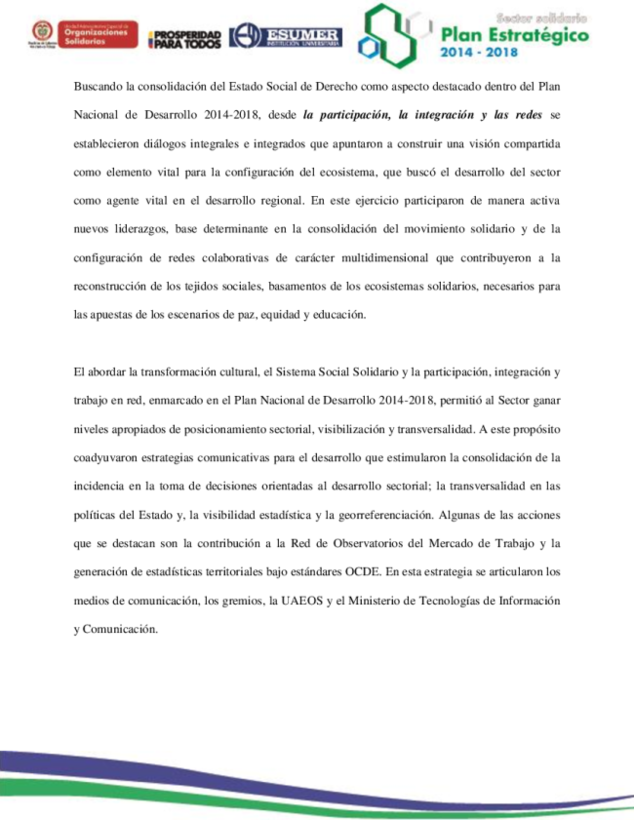 Unidad Administrativa Especial de
Organizaciones
Solidarias
PROSPERIDAD
PARA TODOS
ESUMER
INSTITUCIÓN UNIVERSITARIA
Sector solidario
Plan Estratégico
2014 - 2018
Buscando la consolidación del Estado Social de Derecho como aspecto destacado dentro del Plan
Nacional de Desarrollo 2014-2018, desde la participación, la integración y las redes se
establecieron diálogos integrales e integrados que apuntaron a construir una visión compartida
como elemento vital para la configuración del ecosistema, que buscó el desarrollo del sector
como agente vital en el desarrollo regional. En este ejercicio participaron de manera activa
nuevos liderazgos, base determinante en la consolidación del movimiento solidario y de la
configuración de redes colaborativas de carácter multidimensional que contribuyeron a la
reconstrucción de los tejidos sociales, basamentos de los ecosistemas solidarios, necesarios para
las apuestas de los escenarios de paz, equidad y educación.
El abordar la transformación cultural, el Sistema Social Solidario y la participación, integración y
trabajo en red, enmarcado en el Plan Nacional de Desarrollo 2014-2018, permitió al Sector ganar
niveles apropiados de posicionamiento sectorial, visibilización y transversalidad. A este propósito
coadyuvaron estrategias comunicativas para el desarrollo que estimularon la consolidación de la
incidencia en la toma de decisiones orientadas al desarrollo sectorial; la transversalidad en las
políticas del Estado y, la visibilidad estadística y la georreferenciación. Algunas de las acciones
que se destacan son la contribución a la Red de Observatorios del Mercado de Trabajo y la
generación de estadísticas territoriales bajo estándares OCDE. En esta estrategia se articularon los
medios de comunicación, los gremios, la UAEOS y el Ministerio de Tecnologías de Información
y Comunicación.